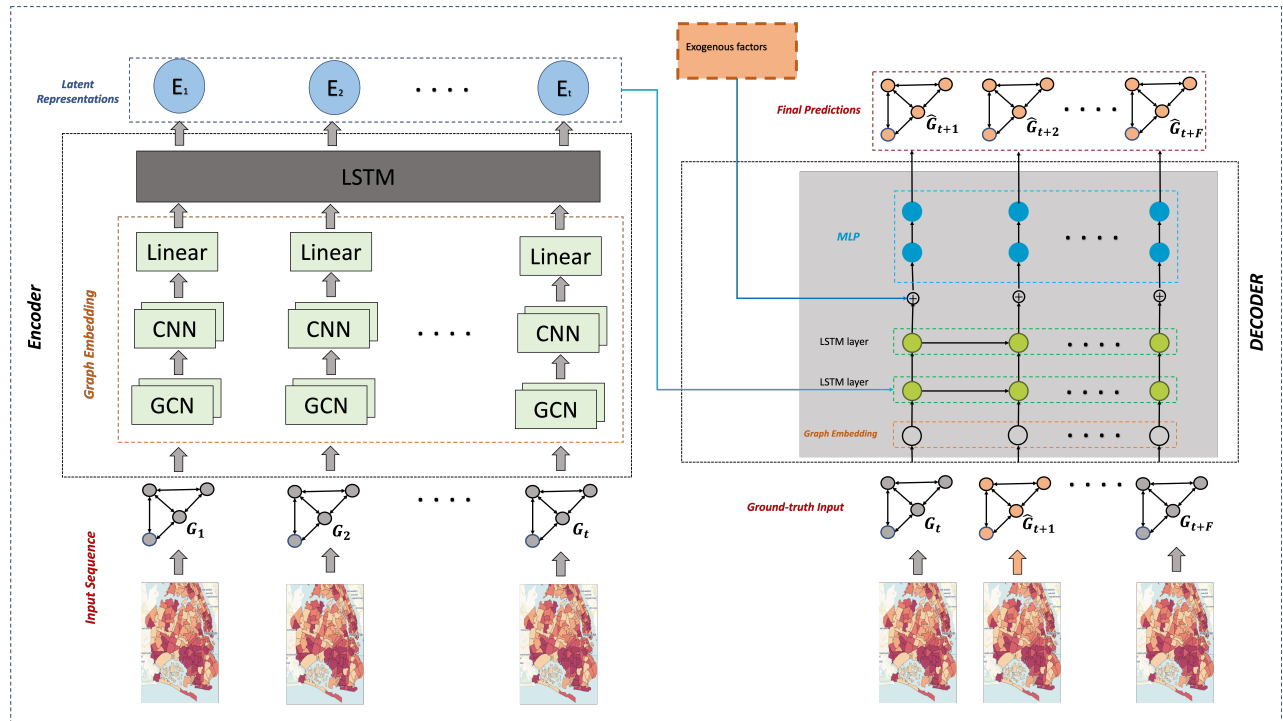 Latent
Representations
E1
E2
. . . .
Et
LSTM
Linear
Linear
Linear
CNN
CNN
. . . .
CNN
GCN
GCN
GCN
Encoder
Graph Embedding
G1
G2
. . . .
Gt
Input Sequence
Exogenous factors
Final Predictions
Ĝt+1
Ĝt+2
. . . .
Ĝt+F
MLP
. . . .
LSTM layer
. . . .
LSTM layer
. . . .
Graph Embedding
. . . .
DECODER
Ground-truth Input
Gt
Ĝt+1
. . . .
Gt+F